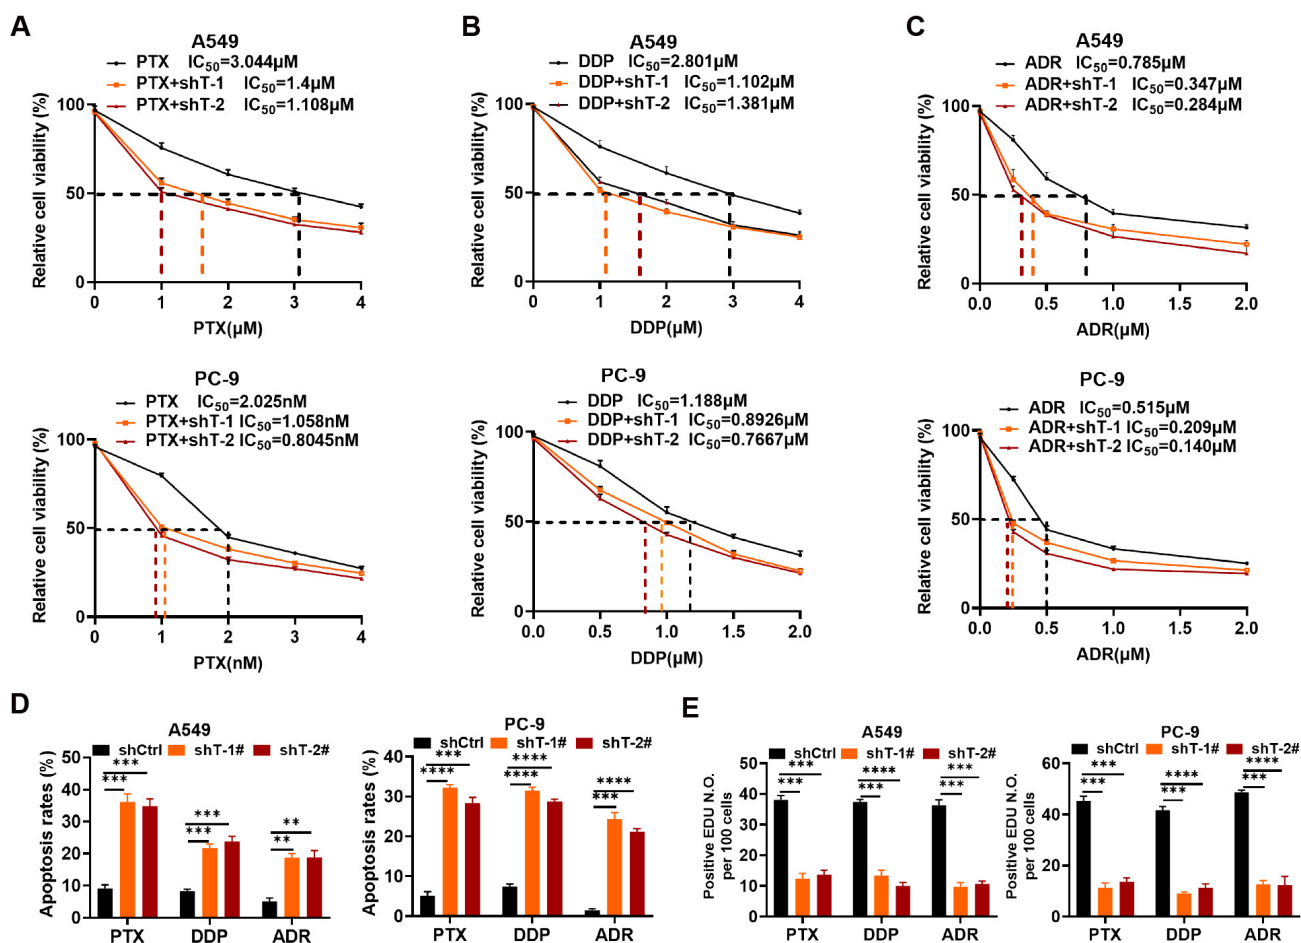 A
A549
PTX IC50=3.044μM
PTX+shT-1 IC50=1.4μM
PTX+shT-2 IC50=1.108μM
Relative cell viability (%)
100
50
0
0 1 2 3 4
PTX(μM)
B
A549
DDP IC50=2.801μM
DDP+shT-1 IC50=1.102μM
DDP+shT-2 IC50=1.381μM
Relative cell viability (%)
100
50
0
0 1 2 3 4
DDP(μM)
C
A549
ADR IC50=0.785μM
ADR+shT-1 IC50=0.347μM
ADR+shT-2 IC50=0.284μM
Relative cell viability (%)
100
50
0
0.0 0.5 1.0 1.5 2.0
ADR(μM)
PC-9
PTX IC50=2.025nM
PTX+shT-1 IC50=1.058nM
PTX+shT-2 IC50=0.8045nM
Relative cell viability (%)
100
50
0
0 1 2 3 4
PTX(nM)
PC-9
DDP IC50=1.188μM
DDP+shT-1 IC50=0.8926μM
DDP+shT-2 IC50=0.7667μM
Relative cell viability (%)
100
50
0
0.0 0.5 1.0 1.5 2.0
DDP(μM)
PC-9
ADR IC50=0.515μM
ADR+shT-1 IC50=0.209μM
ADR+shT-2 IC50=0.140μM
Relative cell viability (%)
100
50
0
0.0 0.5 1.0 1.5 2.0
ADR(μM)
D
A549
shCtrl shT-1# shT-2#
Apoptosis rates (%)
50
40
30
20
10
0
***
***
***
***
**
**
PTX DDP ADR
PC-9
shCtrl shT-1# shT-2#
Apoptosis rates (%)
40
30
20
10
0
***
****
****
****
****
***
PTX DDP ADR
E
A549
shCtrl shT-1# shT-2#
Positive EDU N.O.
per 100 cells
50
40
30
20
10
0
***
***
****
***
***
***
PTX DDP ADR
PC-9
shCtrl shT-1# shT-2#
Positive EDU N.O.
per 100 cells
60
40
20
0
***
***
****
***
****
***
PTX DDP ADR